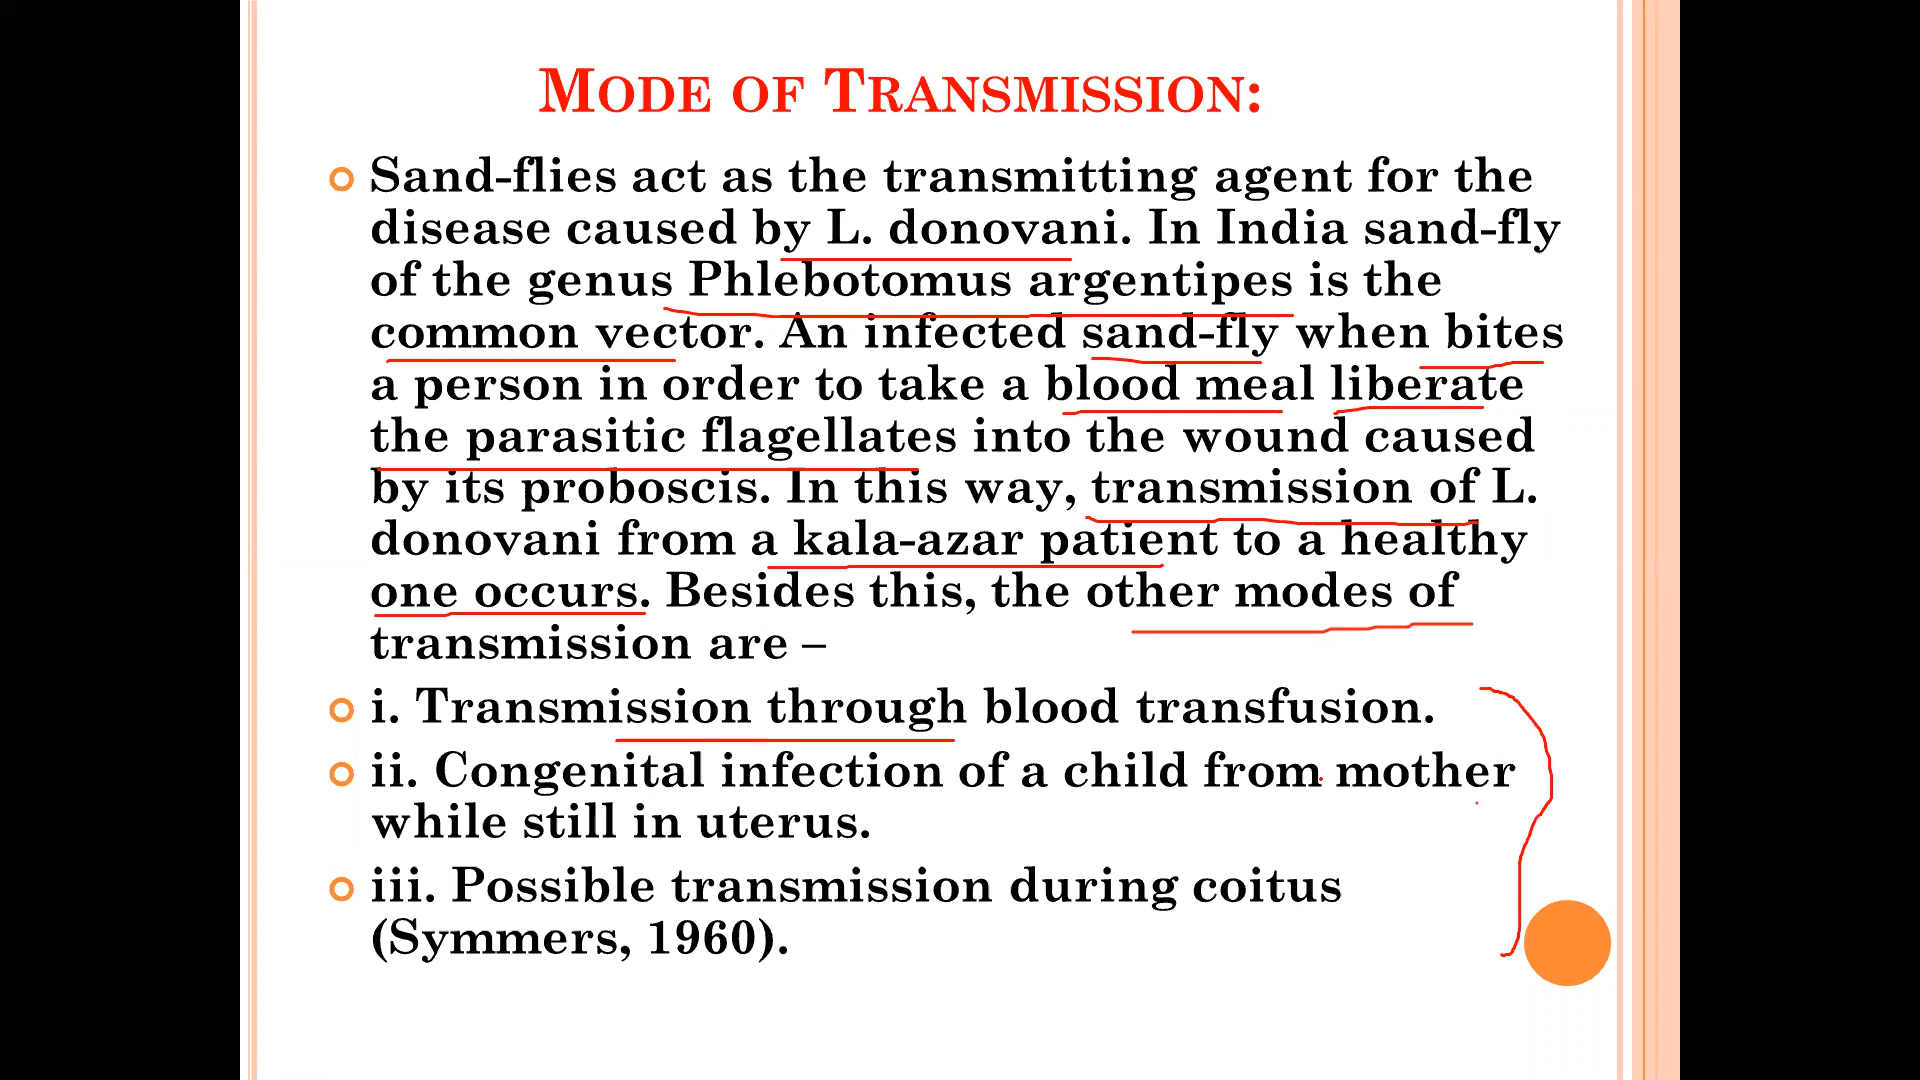 MODE OF TRANSMISSION:
Sand-flies act as the transmitting agent for the
disease caused by L. donovani. In India sand-fly
of the genus Phlebotomus argentipes is the
common vector. An infected sand-fly when bites
a person in order to take a blood meal liberate
the parasitic flagellates into the wound caused
by its proboscis. In this way, transmission of L.
donovani from a kala-azar patient to a healthy
one occurs. Besides this, the other modes of
transmission are –
i. Transmission through blood transfusion.
ii. Congenital infection of a child from mother
while still in uterus.
iii. Possible transmission during coitus
(Symmers, 1960).